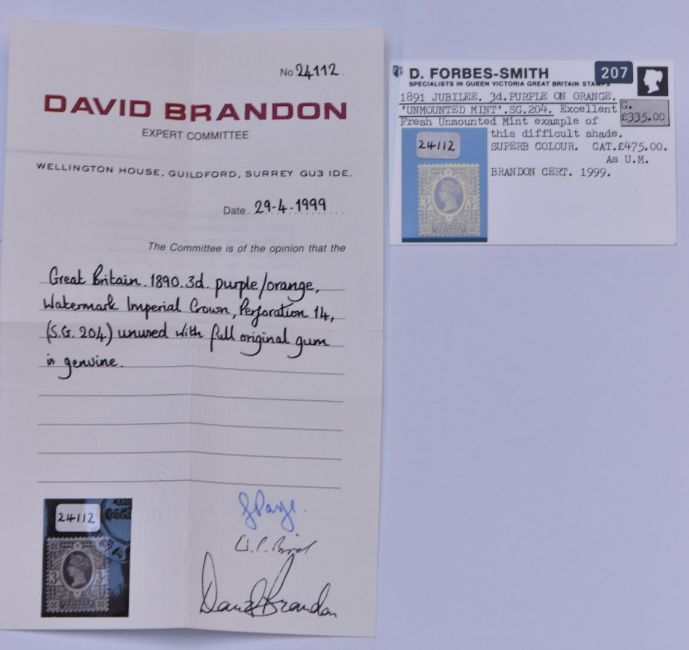 No. 24112.
DAVID BRANDON
EXPERT COMMITTEE
WELLINGTON HOUSE, GUILDFORD, SURREY GU3 IDE.
Date. 29-4-1999
The Committee is of the opinion that the
Great Britain. 1890. 3d. purple/orange,
Watermark Imperial Crown, Perforation 14,
(S.G. 204) unused with full original gum
is genuine.
24112
David Brandon
D. FORBES-SMITH
207
SPECIALISTS IN QUEEN VICTORIA GREAT BRITAIN STAMPS
1891 JUBILEE. 3d.PURPLE ON ORANGE.
'UNMOUNTED MINT'.SG.204. Excellent
G.
£335.00
Fresh Unmounted Mint example of
this difficult shade.
24112
SUPERB COLOUR. CAT.£475.00.
As U.M.
BRANDON CERT. 1999.